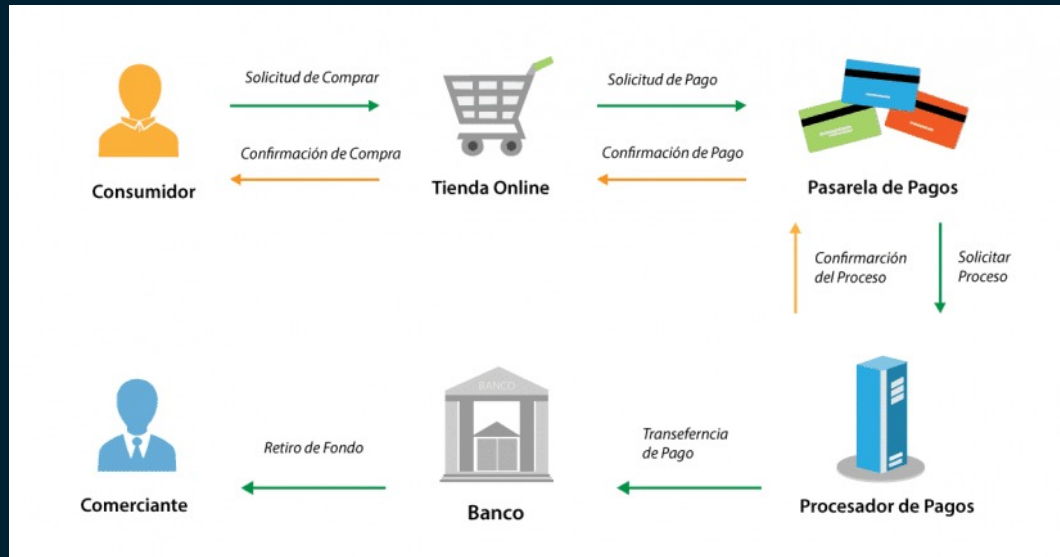 Solicitud de Comprar
Solicitud de Pago
Confirmación de Compra
Confirmación de Pago
Consumidor
Tienda Online
Pasarela de Pagos
Confirmarción
del Proceso
Solicitar
Proceso
BANCO
Retiro de Fondo
Transeferncia
de Pago
Comerciante
Banco
Procesador de Pagos